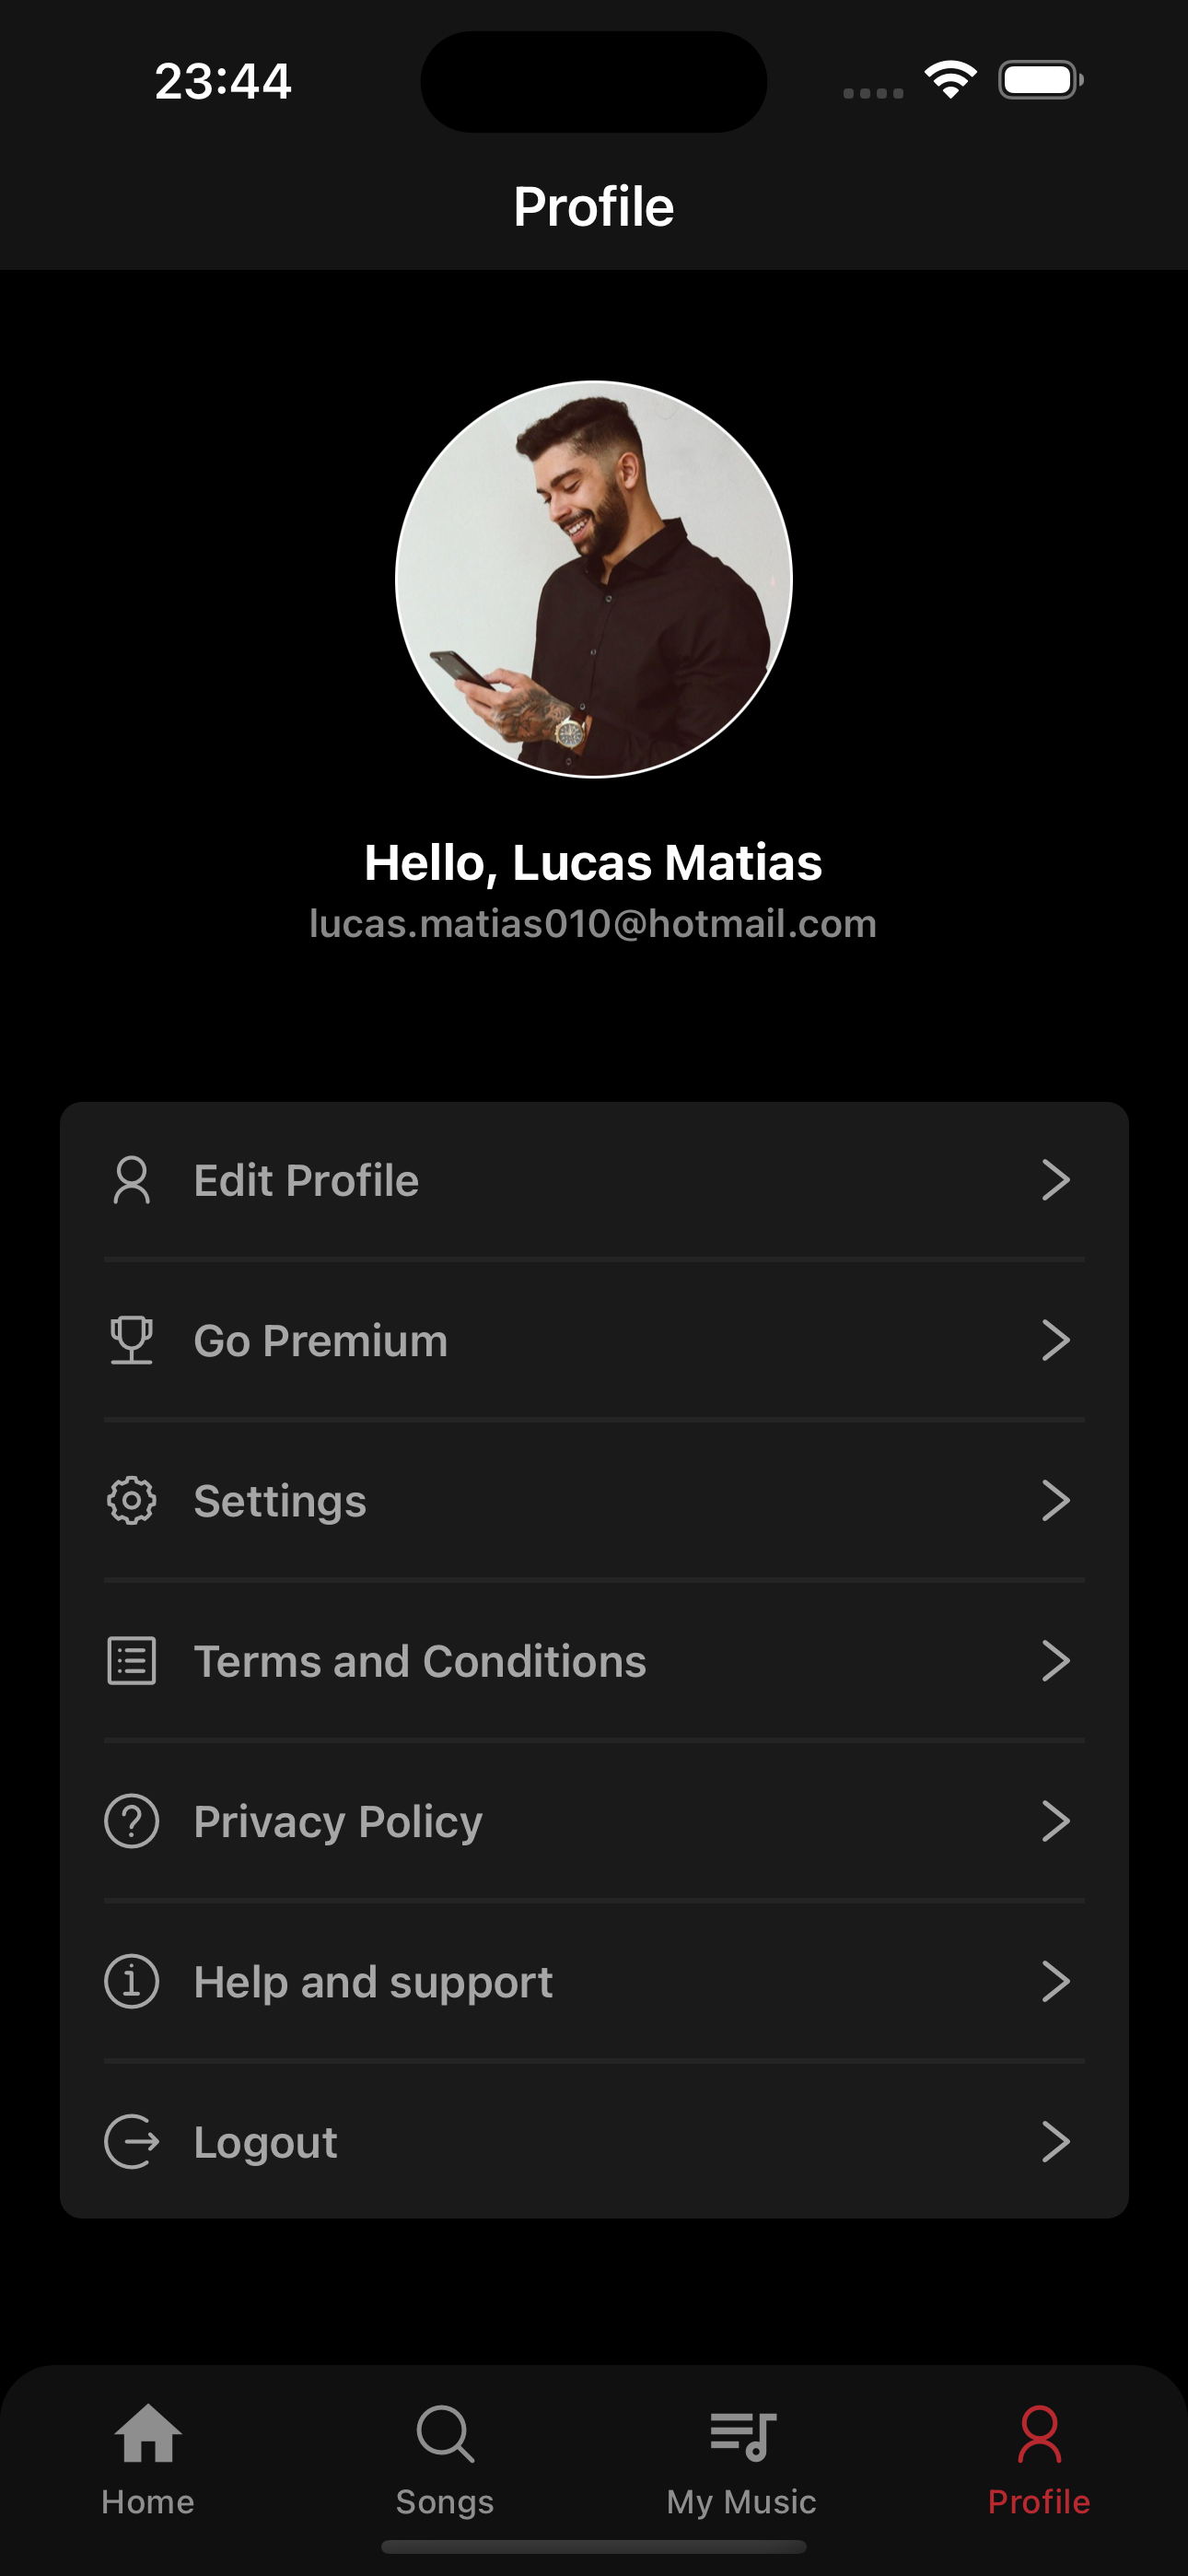 23:44
Profile
Hello, Lucas Matias
lucas.matias010@hotmail.com
Edit Profile
Go Premium
Settings
Terms and Conditions
Privacy Policy
Help and support
Logout
Home
Songs
My Music
Profile